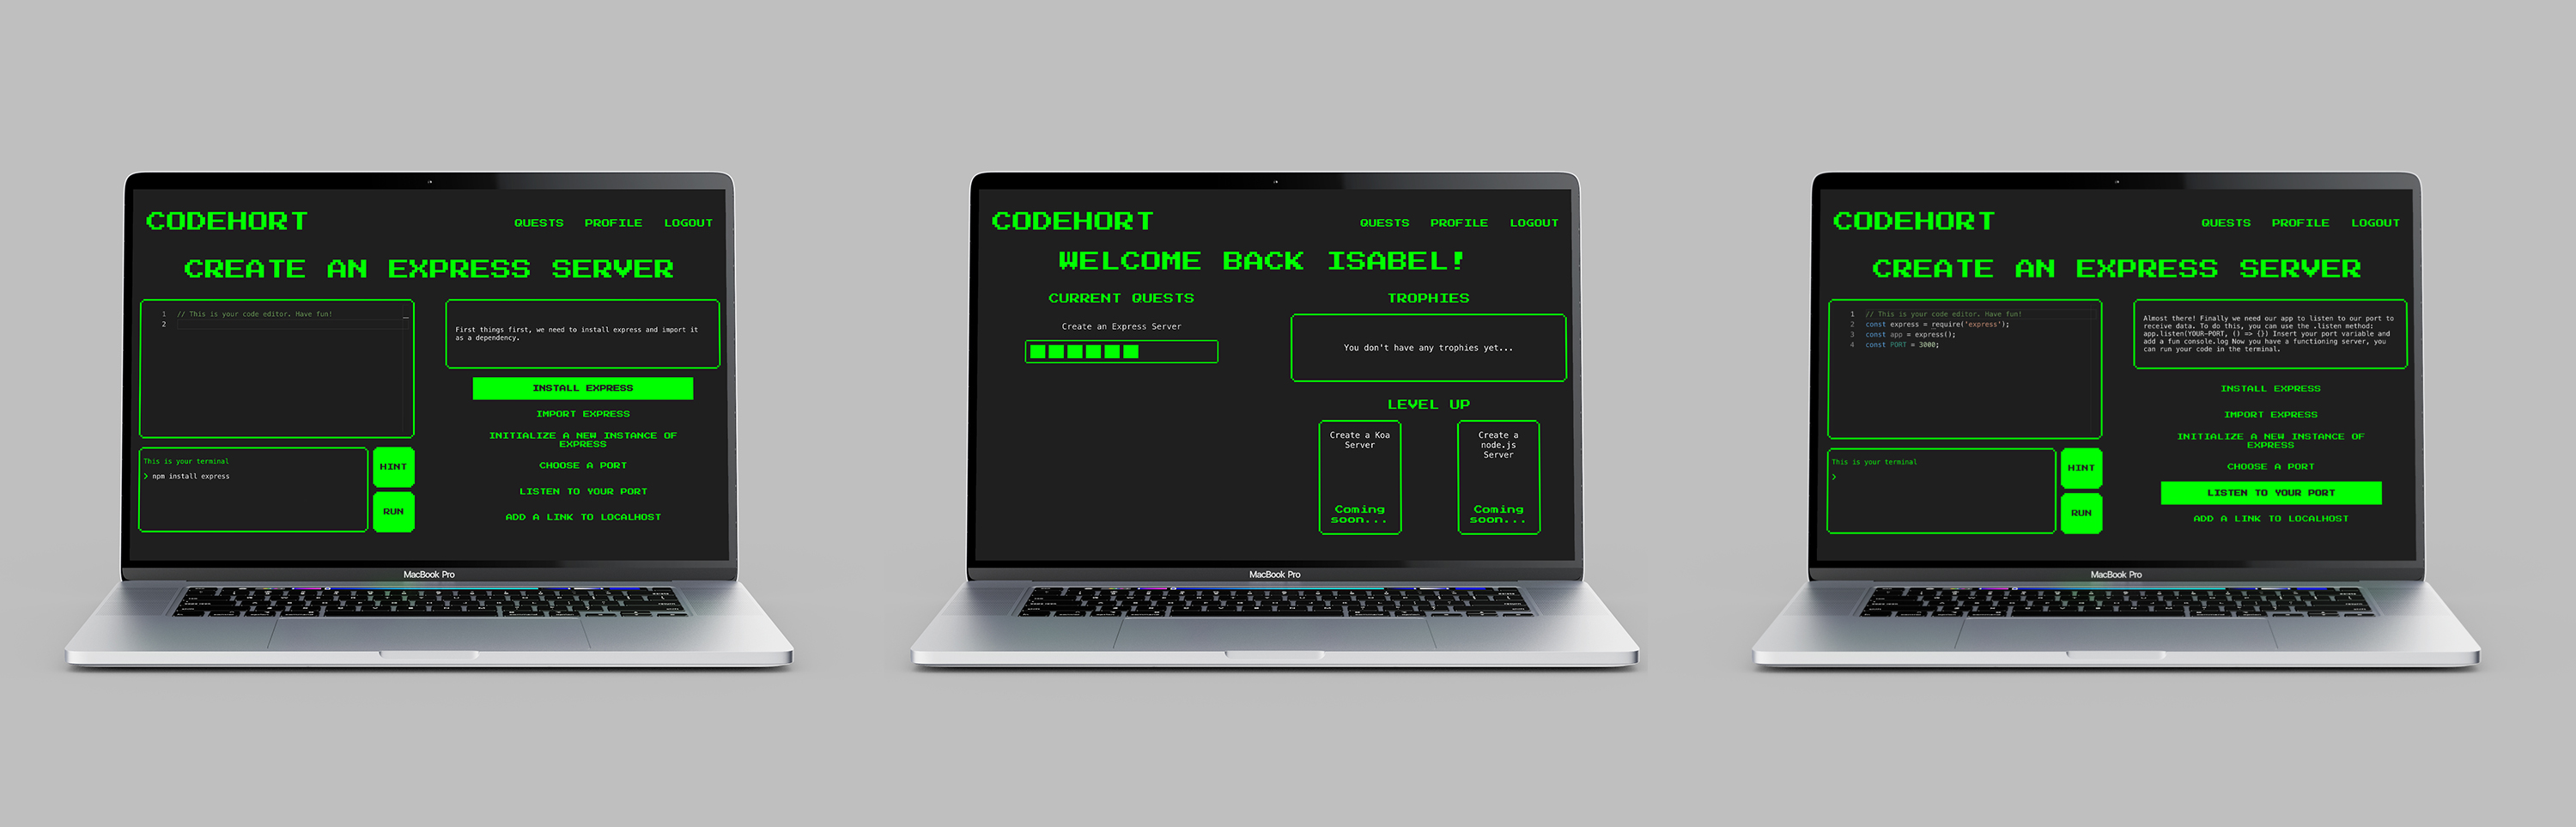 CODEHORT
QUESTS PROFILE LOGOUT
CREATE AN EXPRESS SERVER
1 // This is your code editor. Have fun!
2
First things first, we need to install express and import it
as a dependency.
INSTALL EXPRESS
IMPORT EXPRESS
INITIALIZE A NEW INSTANCE OF
EXPRESS
CHOOSE A PORT
LISTEN TO YOUR PORT
ADD A LINK TO LOCALHOST
This is your terminal
> npm install express
HINT
RUN
MacBook Pro
CODEHORT
QUESTS PROFILE LOGOUT
WELCOME BACK ISABEL!
CURRENT QUESTS
Create an Express Server
TROPHIES
You don't have any trophies yet...
LEVEL UP
Create a Koa
Server
Coming
soon...
Create a
node.js
Server
Coming
soon...
MacBook Pro
CODEHORT
QUESTS PROFILE LOGOUT
CREATE AN EXPRESS SERVER
1 // This is your code editor. Have fun!
2 const express = require('express');
3 const app = express();
4 const PORT = 3000;
Almost there! Finally we need our app to listen to our port to
receive data. To do this, you can use the .listen method:
app.listen(YOUR-PORT, () => {}) Insert your port variable and
add a fun console.log Now you have a functioning server, you
can run your code in the terminal.
INSTALL EXPRESS
IMPORT EXPRESS
INITIALIZE A NEW INSTANCE OF
EXPRESS
CHOOSE A PORT
LISTEN TO YOUR PORT
ADD A LINK TO LOCALHOST
This is your terminal
>
HINT
RUN
MacBook Pro